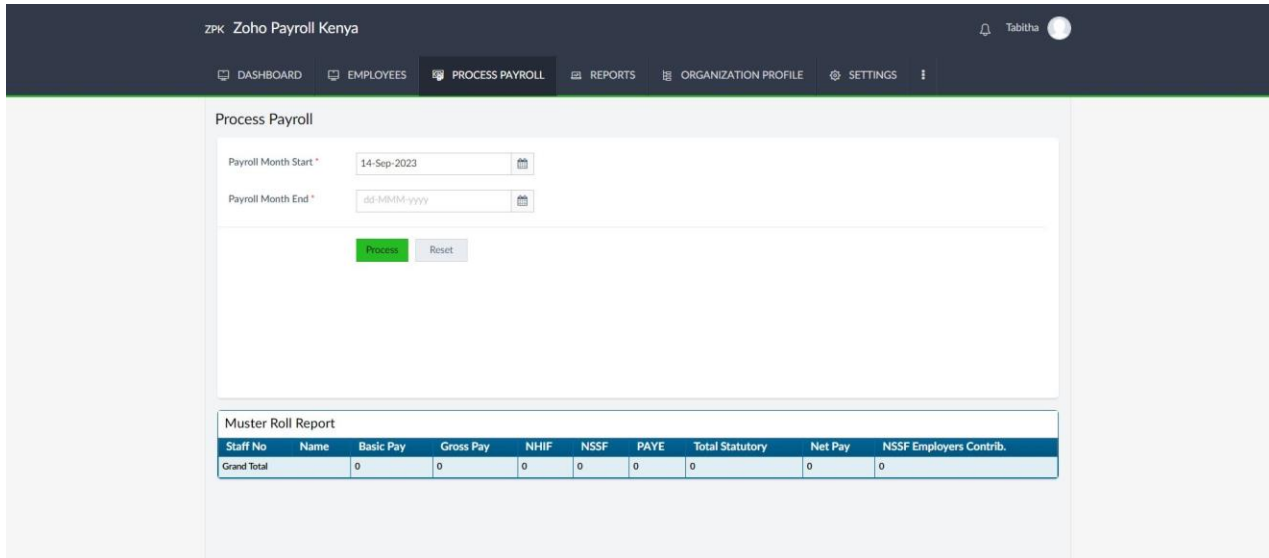 ZPK Zoho Payroll Kenya Tabitha
DASHBOARD EMPLOYEES PROCESS PAYROLL REPORTS ORGANIZATION PROFILE SETTINGS
Process Payroll
Payroll Month Start * 14-Sep-2023
Payroll Month End * dd-MMM-yyyy
Process Reset
Muster Roll Report
Staff No Name Basic Pay Gross Pay NHIF NSSF PAYE Total Statutory Net Pay NSSF Employers Contrib.
Grand Total 0 0 0 0 0 0 0 0